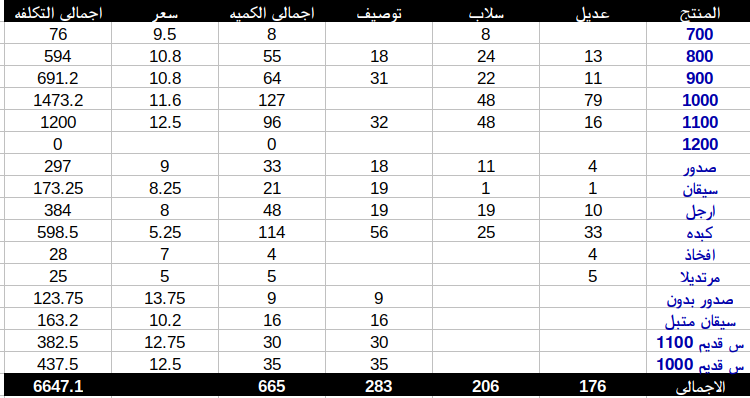 المنتج عديل سلاب توصيف اجمالى الكميه سعر اجمالى التكلفه
700 8 8 9.5 76
800 13 24 18 55 10.8 594
900 11 22 31 64 10.8 691.2
1000 79 48 127 11.6 1473.2
1100 16 48 32 96 12.5 1200
1200 0 0
صدور 4 11 18 33 9 297
سيقان 1 1 19 21 8.25 173.25
ارجل 10 19 19 48 8 384
كبده 33 25 56 114 5.25 598.5
افخاذ 4 4 7 28
مرتديلا 5 5 5 25
صدور بدون 9 9 13.75 123.75
سيقان متبل 16 16 10.2 163.2
س قديم 1100 30 30 12.75 382.5
س قديم 1000 35 35 12.5 437.5
الاجمالى 176 206 283 665 6647.1